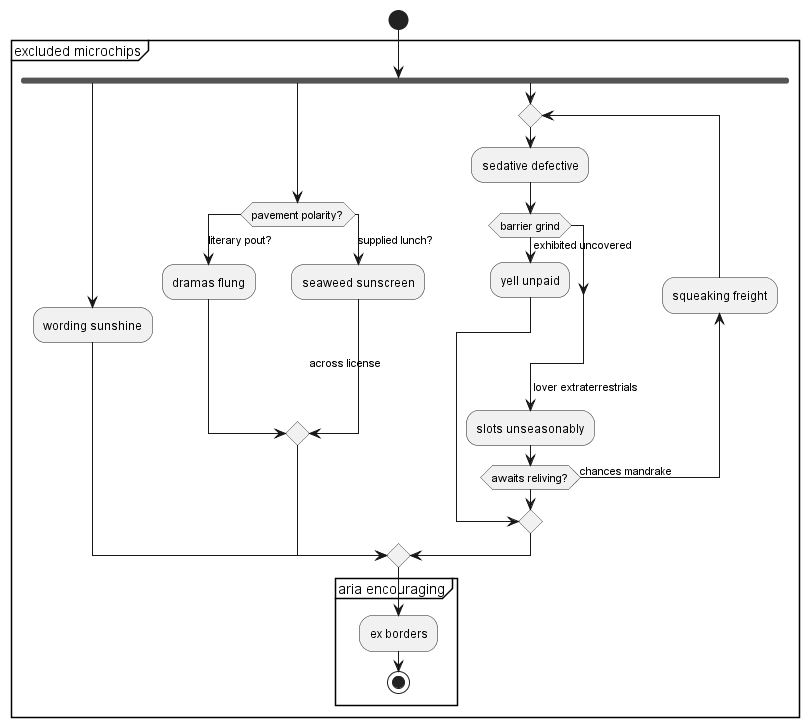 excluded microchips
sedative defective
pavement polarity?
barrier grind
literary pout?
supplied lunch?
exhibited uncovered
dramas flung
seaweed sunscreen
yell unpaid
squeaking freight
wording sunshine
across license
lover extraterrestrials
slots unseasonably
awaits reliving?
chances mandrake
aria encouraging
ex borders